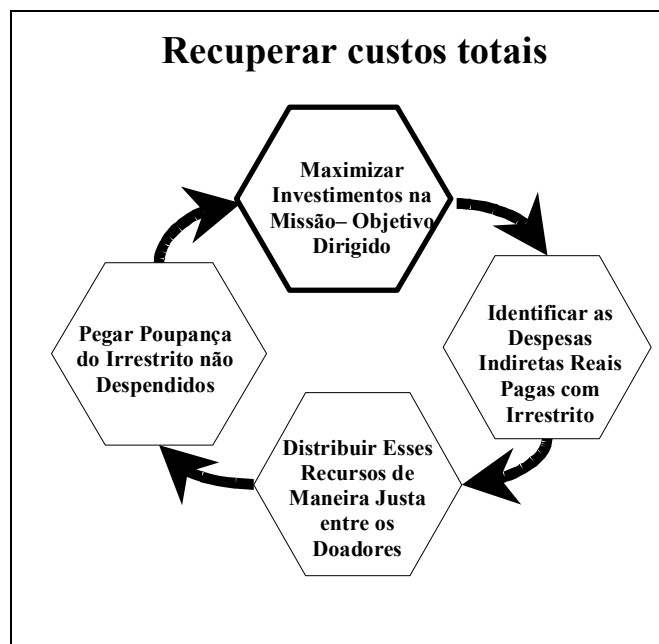 Recuperar custos totais
Maximizar
Investimentos na
Missão– Objetivo
Dirigido
Identificar as
Despesas
Indiretas Reais
Pagas com
Irrestrito
Distribuir Esses
Recursos de
Maneira Justa
entre os
Doadores
Pegar Poupança
do Irrestrito não
Despendidos